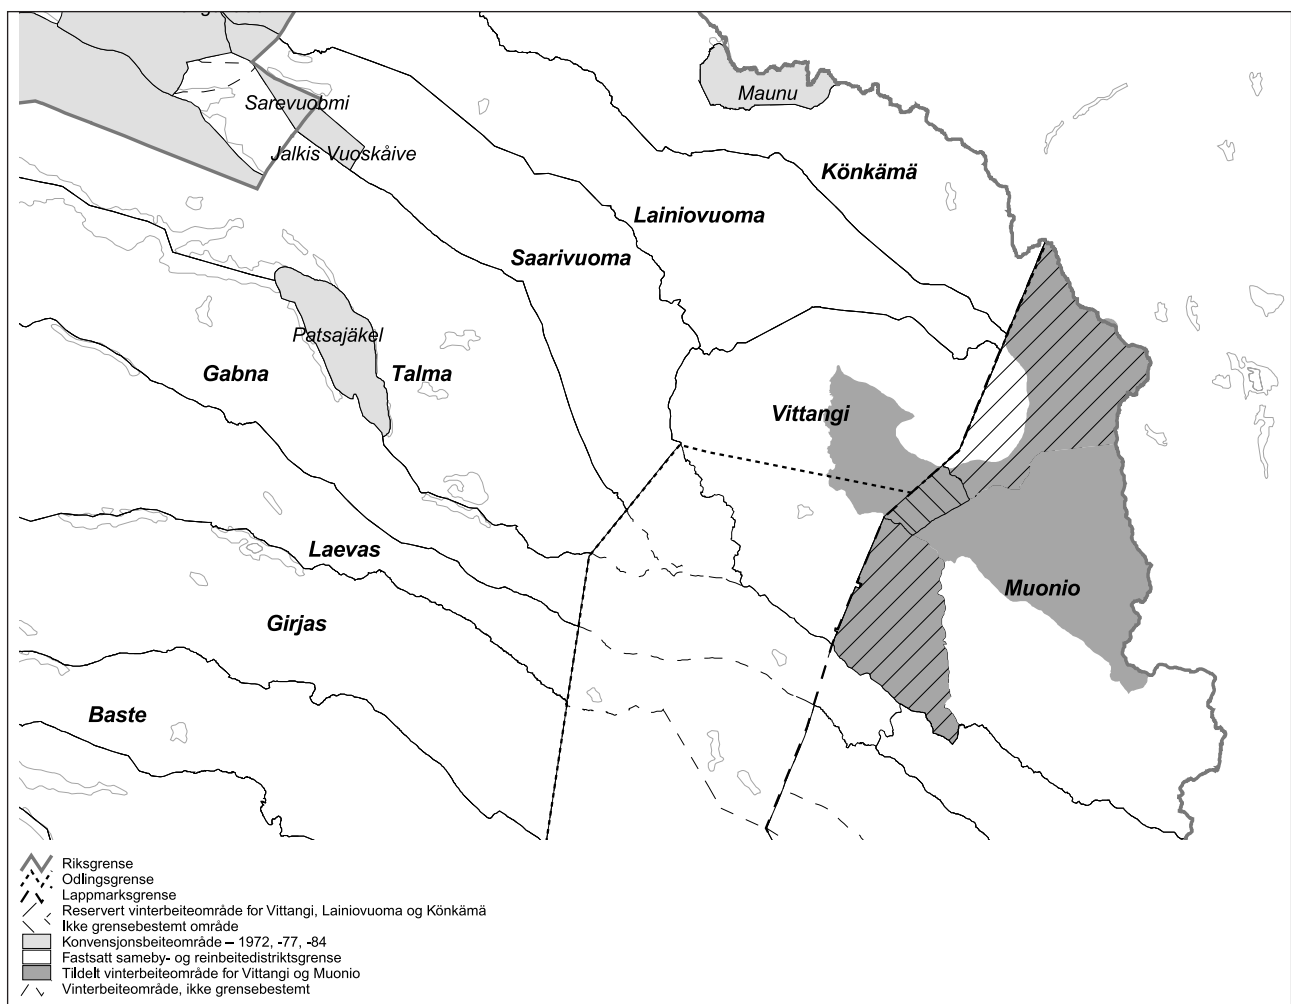 Sarevuobmi
Maunu
Jalkis Vuoskåive
Könkämä
Lainiovuoma
Saarivuoma
Patsajäkel
Gabna
Talma
Vittangi
Laevas
Muonio
Girjas
Baste
Riksgrense
Odlingsgrense
Lappmarksgrense
Reservert vinterbeiteområde for Vittangi, Lainiovuoma og Könkämä
Ikke grensebestemt område
Konvensjonsbeiteområde – 1972, -77, -84
Fastsatt sameby- og reinbeitedistriktsgrense
Tildelt vinterbeiteområde for Vittangi og Muonio
Vinterbeiteområde, ikke grensebestemt